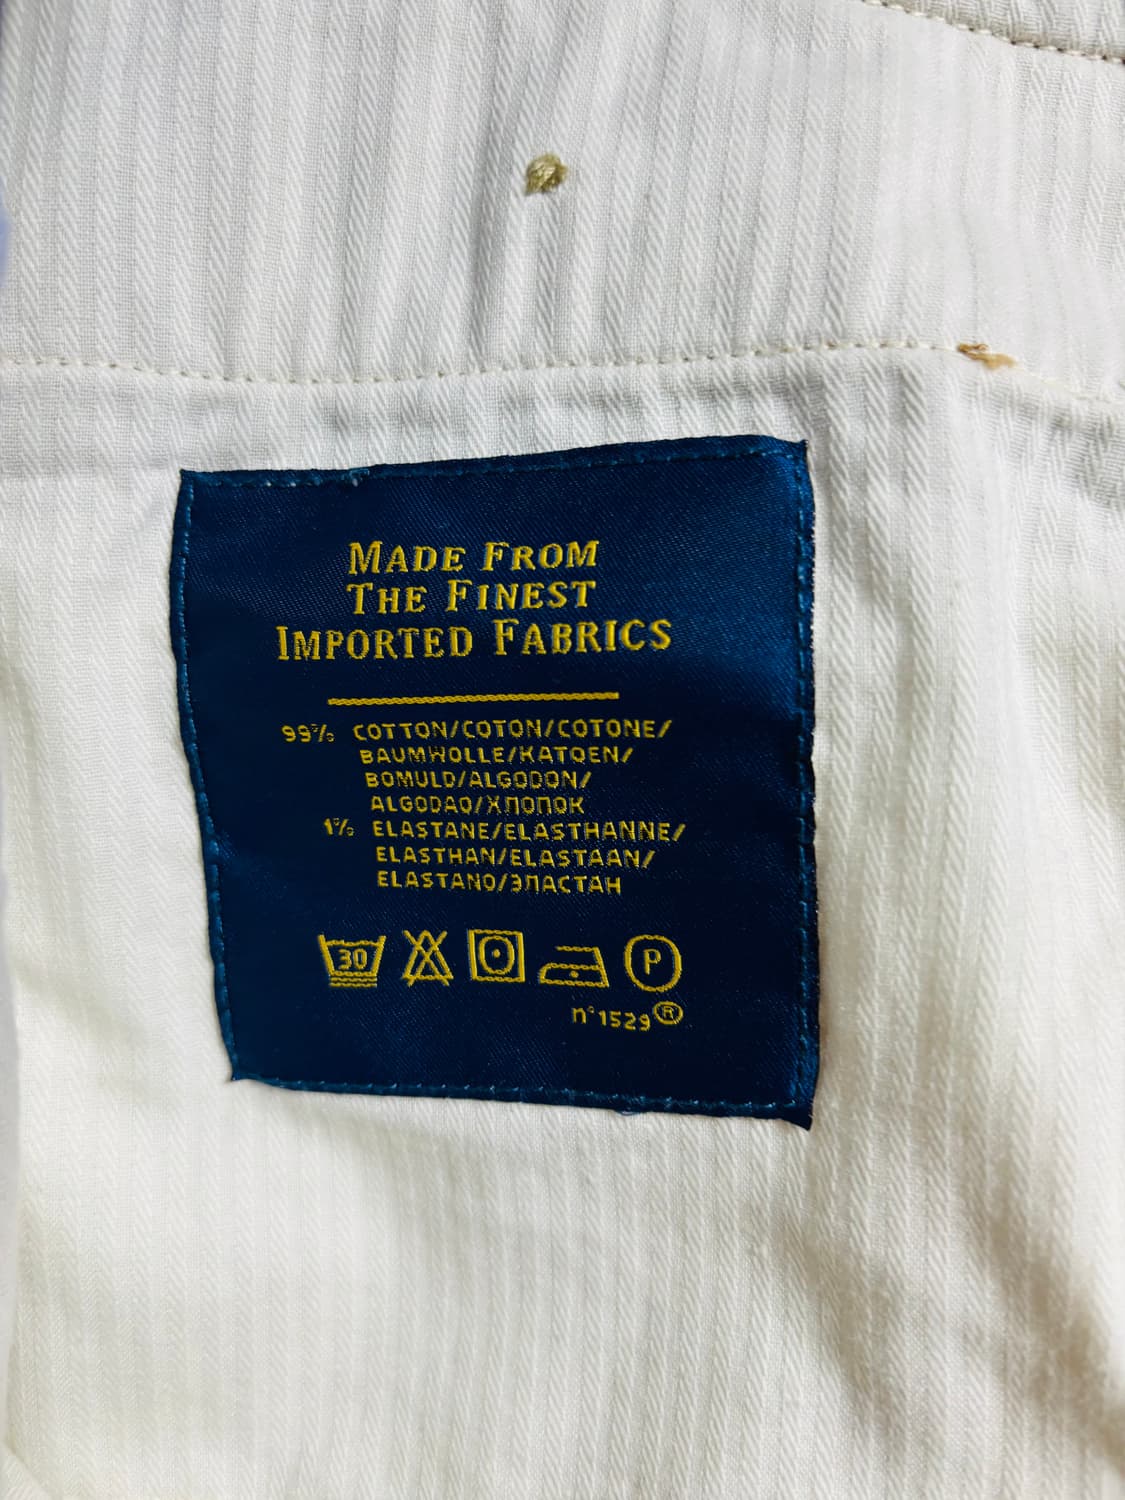 MADE FROM
THE FINEST
IMPORTED FABRICS
99% COTTON/COTON/COTONE/
BAUMWOLLE/KATOEN/
BOMULD/ALGODON/
ALGODAO/ХЛОПОК
1% ELASTANE/ELASTHANNE/
ELASTHAN/ELASTAAN/
ELASTANO/ЭЛАСТАН
30 P
n°1529®